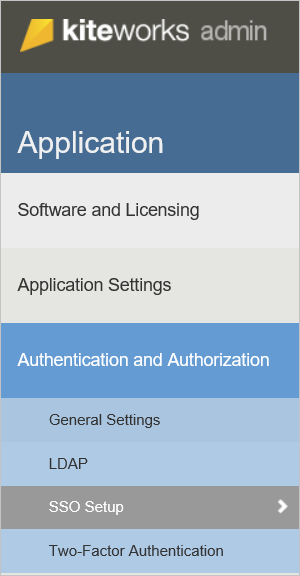 kiteworks admin
Application
Software and Licensing
Application Settings
Authentication and Authorization
General Settings
LDAP
SSO Setup
Two-Factor Authentication